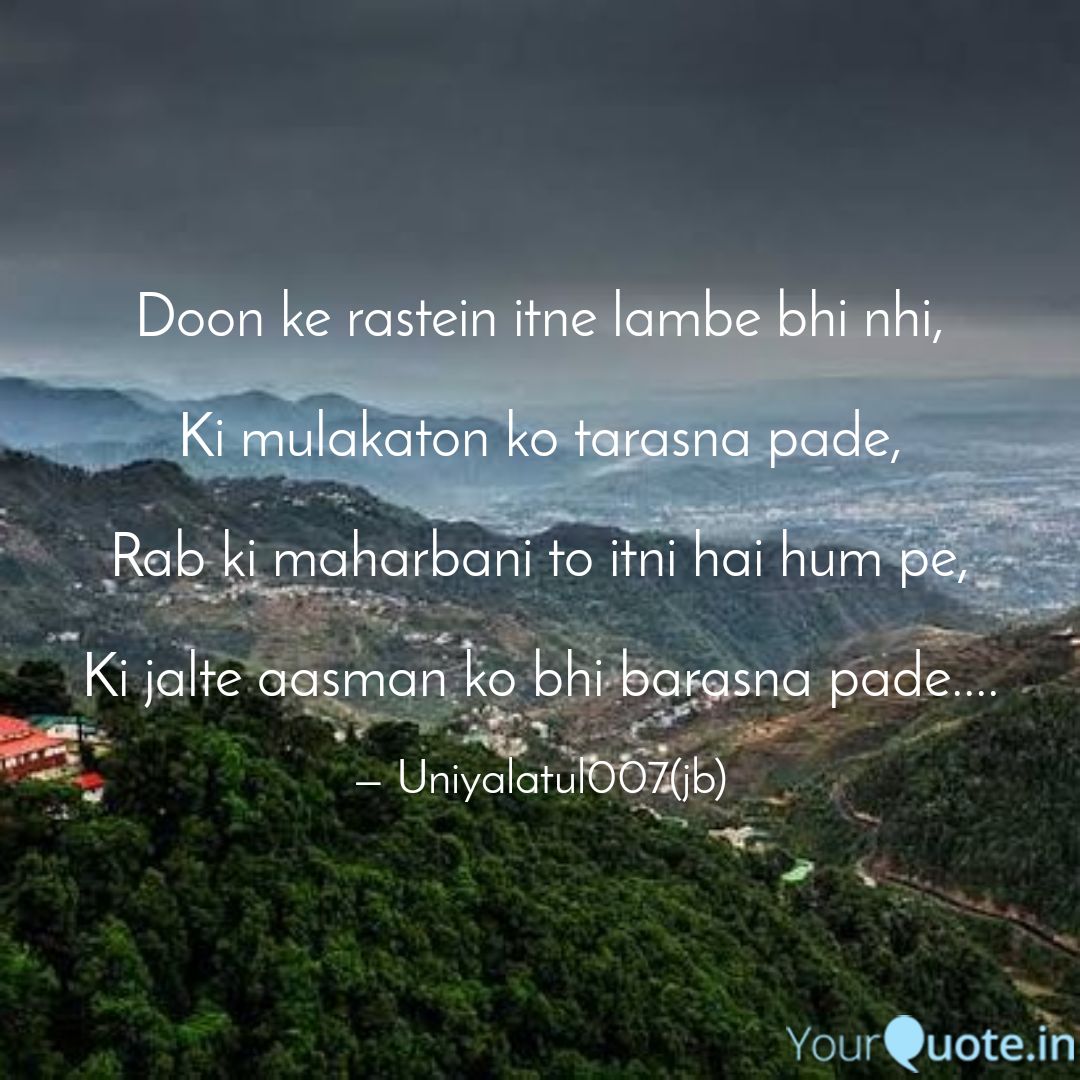 Doon ke rastein itne lambe bhi nhi,
Ki mulakaton ko tarasna pade,
Rab ki maharbani to itni hai hum pe,
Ki jalte aasman ko bhi barasna pade....
– Uniyalatul007(jb)
YourQuote.in